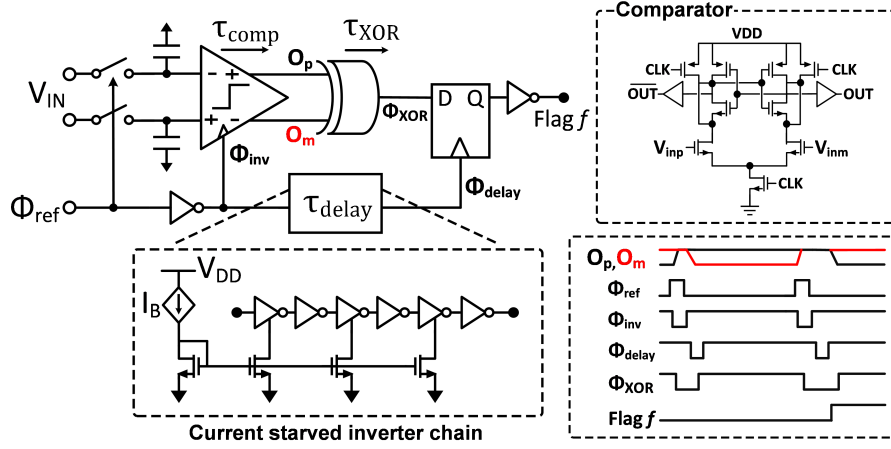 τcomp
τXOR
Op
VIN
- +
+ -
Om
Φinv
ΦXOR
D Q
Flag f
Φref
τdelay
Φdelay
VDD
IB
Current starved inverter chain
Comparator
VDD
CLK
CLK
OUT
OUT
Vinp
Vinm
CLK
Op,Om
Φref
Φinv
Φdelay
ΦXOR
Flag f